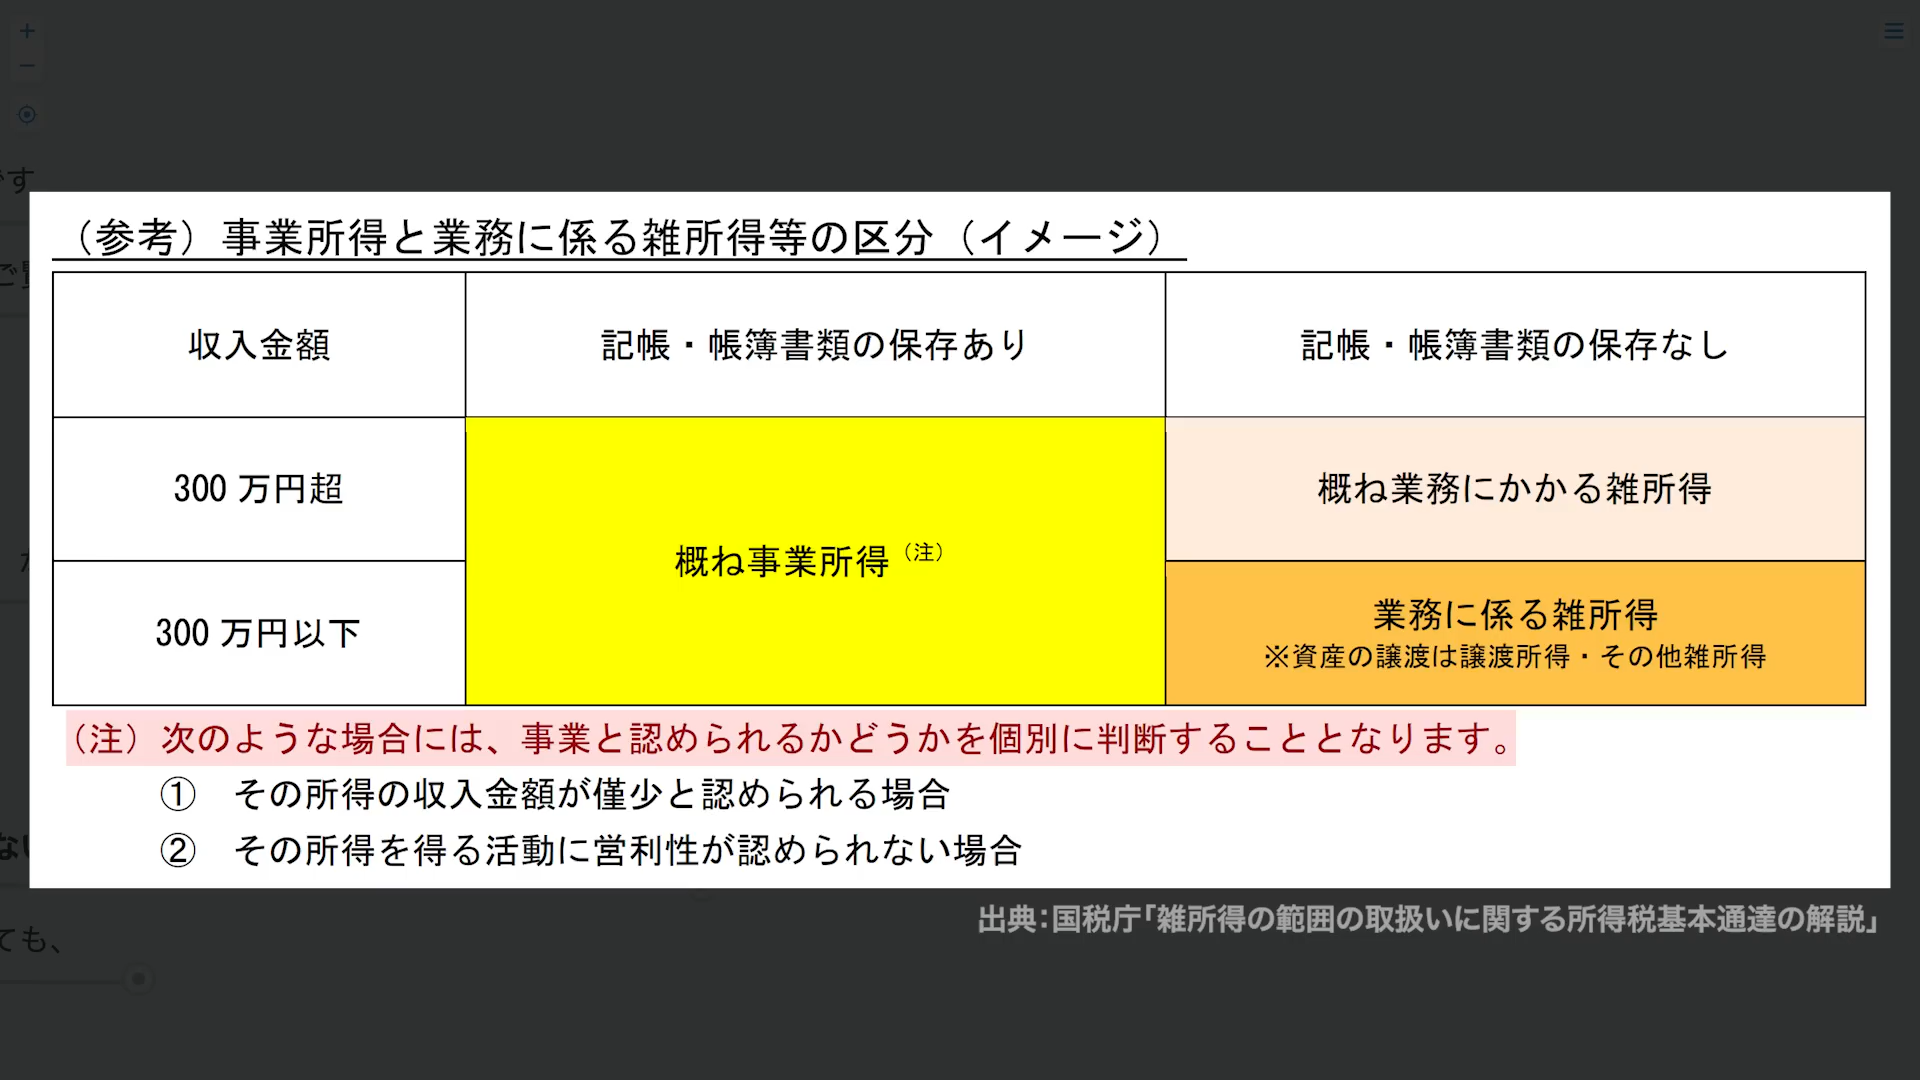 （参考）事業所得と業務に係る雑所得等の区分（イメージ）
収入金額
記帳・帳簿書類の保存あり
記帳・帳簿書類の保存なし
300 万円超
概ね事業所得（注）
概ね業務にかかる雑所得
300 万円以下
業務に係る雑所得
※資産の譲渡は譲渡所得・その他雑所得
（注）次のような場合には、事業と認められるかどうかを個別に判断することとなります。
① その所得の収入金額が僅少と認められる場合
② その所得を得る活動に営利性が認められない場合
出典：国税庁「雑所得の範囲の取扱いに関する所得税基本通達の解説」
ても、